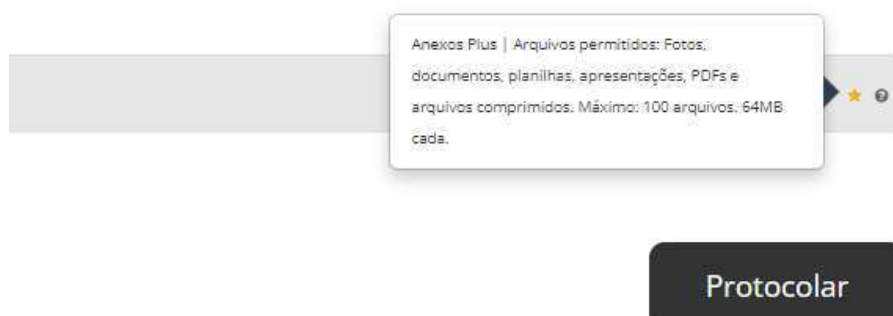 Anexos Plus | Arquivos permitidos: Fotos,
documentos, planilhas, apresentações, PDFs e
arquivos comprimidos. Máximo: 100 arquivos. 64MB
cada.
Protocolar